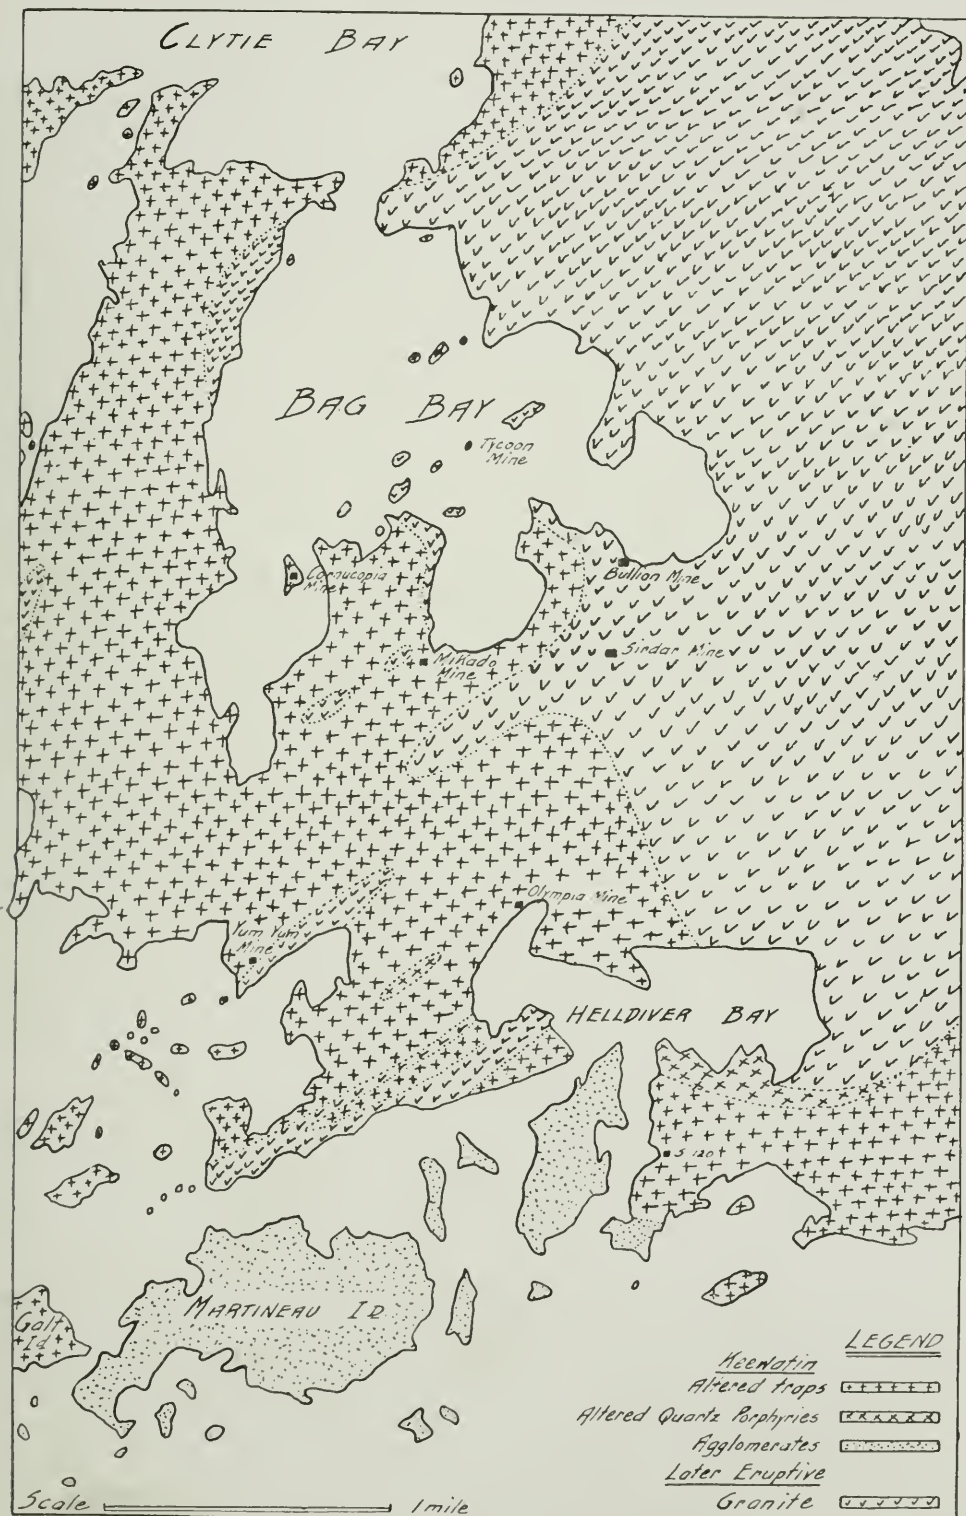 CLYTIE BAY
BAG BAY
Tycoon
Mine
Cornucopia
Mine
Bullion Mine
Mikado
Mine
Sirdar Mine
Olympia Mine
Yum Yum
Mine
HELLDIVER BAY
S 120
MARTINEAU ID
Galt
Id
LEGEND
Keewatin
Altered traps
Altered Quartz Porphyries
Agglomerates
Later Eruptive
Granite
Scale 1 mile